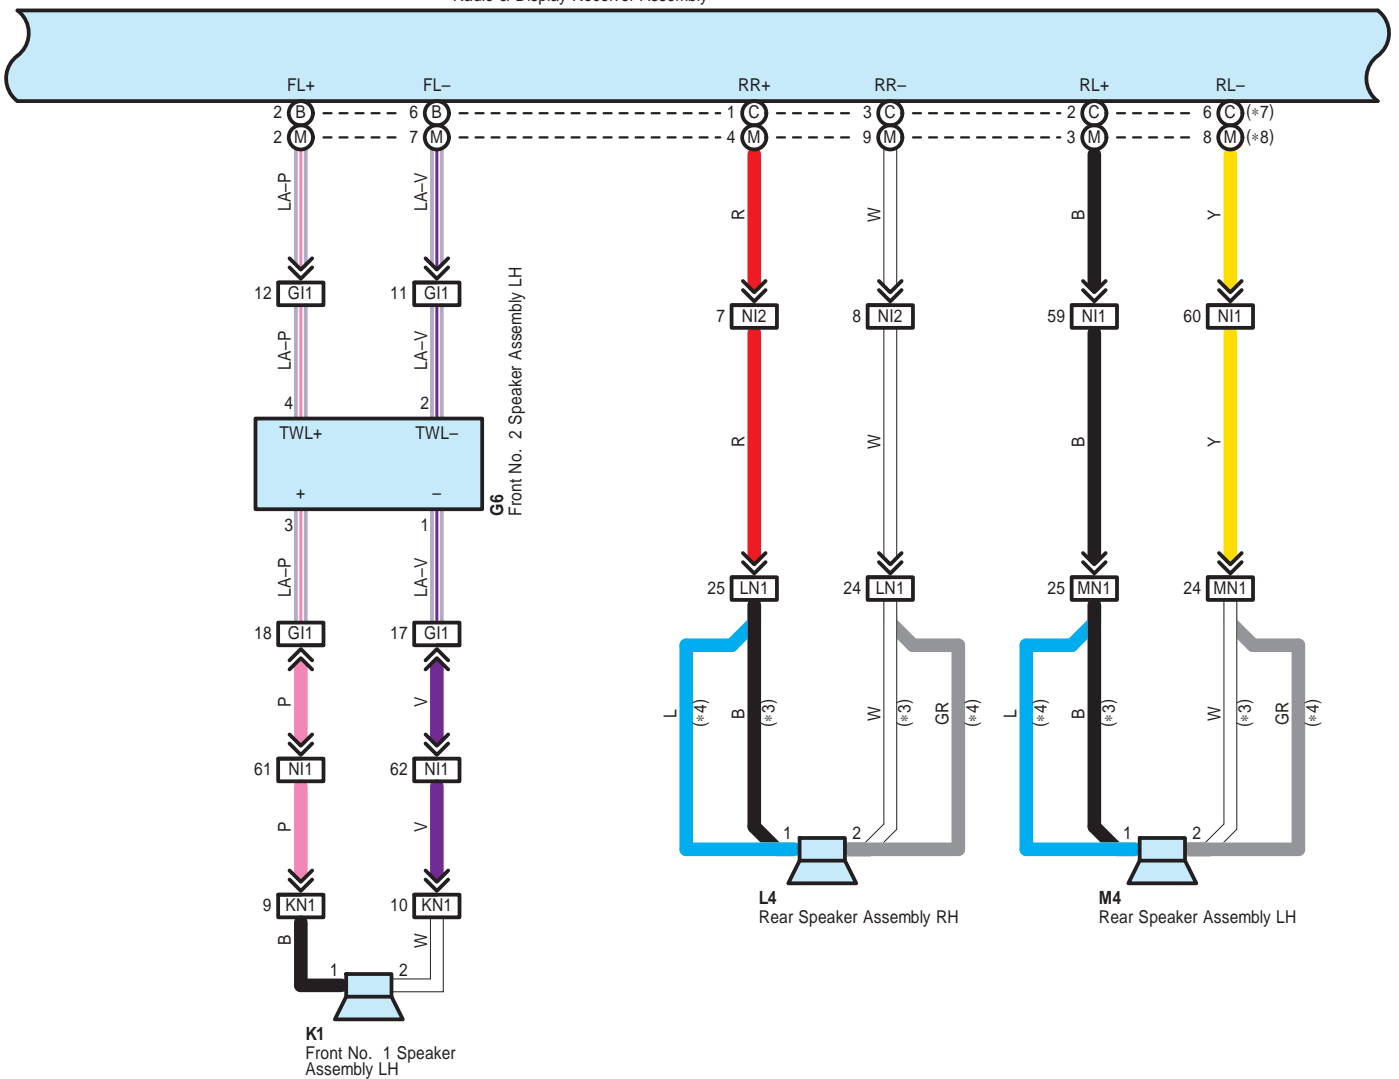 Radio & Display Receiver Assembly
FL+ FL– RR+ RR– RL+ RL–
2 B 6 B 1 C 3 C 2 C 6 C (*7)
2 M 7 M 4 M 9 M 3 M 8 M (*8)
LA–P LA–V R W B Y
12 GI1 11 GI1
7 NI2 8 NI2 59 NI1 60 NI1
LA–P LA–V
4 2
TWL+ TWL–
+ –
G6
Front No. 2 Speaker Assembly LH
R W B Y
3 1
LA–P LA–V
25 LN1 24 LN1 25 MN1 24 MN1
18 GI1 17 GI1
P V
L (*4) B (*3) W (*3) GR (*4) L (*4) B (*3) W (*3) GR (*4)
61 NI1 62 NI1
P V
1 2 1 2
L4
Rear Speaker Assembly RH
M4
Rear Speaker Assembly LH
9 KN1 10 KN1
B W
1 2
K1
Front No. 1 Speaker
Assembly LH